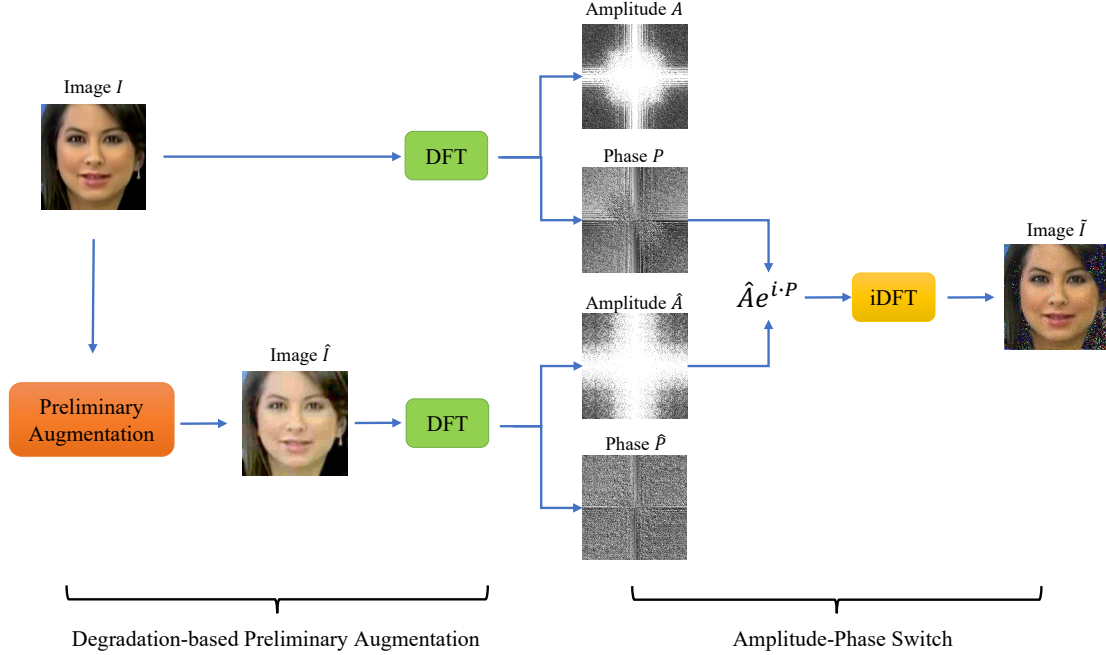 Amplitude A
Image I
DFT
Phase P
Image Ĩ
Amplitude Â
Âe^{i·P}
iDFT
Image Î
Preliminary
Augmentation
DFT
Phase P̂
Degradation-based Preliminary Augmentation
Amplitude-Phase Switch